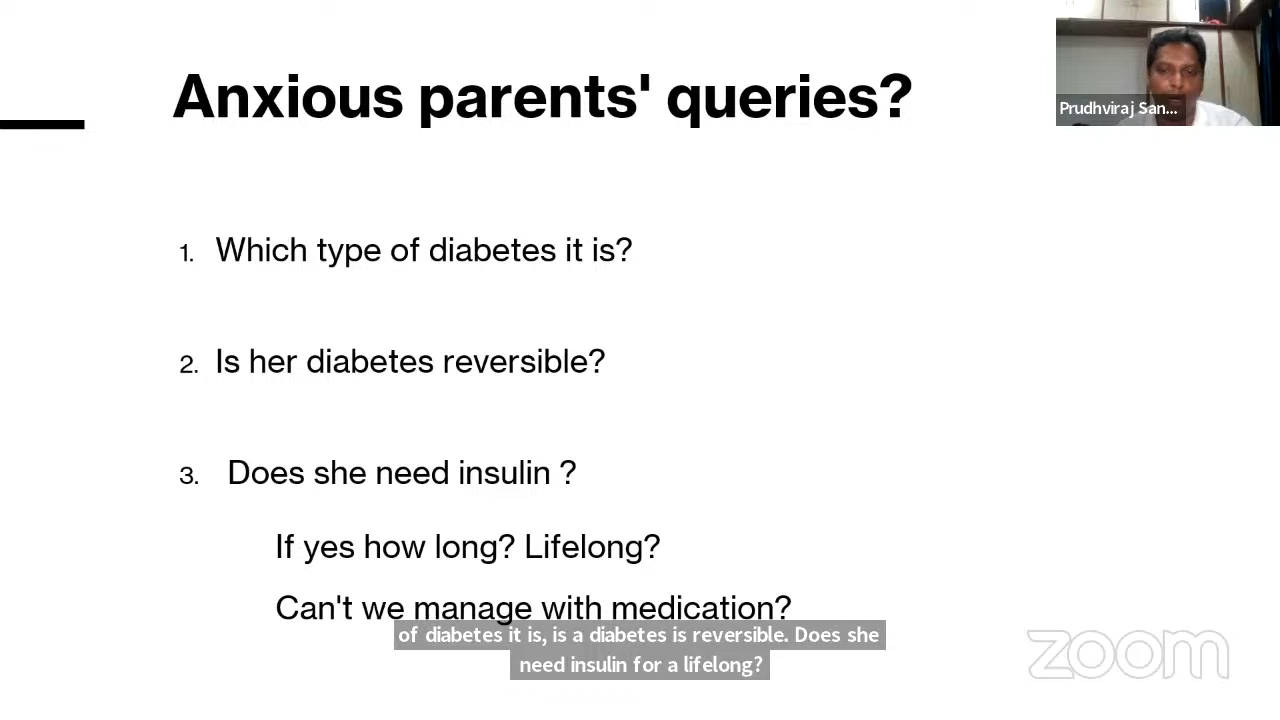 Anxious parents' queries?
Prudhviraj San...
1. Which type of diabetes it is?
2. Is her diabetes reversible?
3. Does she need insulin ?
If yes how long? Lifelong?
Can't we manage with medication?
of diabetes it is, is a diabetes is reversible. Does she
need insulin for a lifelong?
zoom